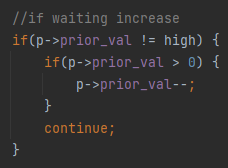 //if waiting increase
if(p->prior_val != high) {
    if(p->prior_val > 0) {
        p->prior_val--;
    }
    continue;
}